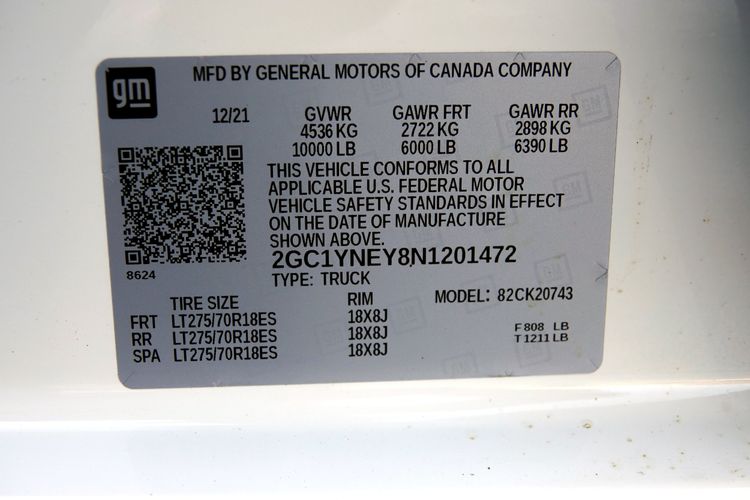 gm
MFD BY GENERAL MOTORS OF CANADA COMPANY
12/21 GVWR GAWR FRT GAWR RR
4536 KG 2722 KG 2898 KG
10000 LB 6000 LB 6390 LB
THIS VEHICLE CONFORMS TO ALL
APPLICABLE U.S. FEDERAL MOTOR
VEHICLE SAFETY STANDARDS IN EFFECT
ON THE DATE OF MANUFACTURE
SHOWN ABOVE.
8624
2GC1YNEY8N1201472
TYPE: TRUCK
TIRE SIZE RIM MODEL: 82CK20743
FRT LT275/70R18ES 18X8J
RR LT275/70R18ES 18X8J F 808 LB
SPA LT275/70R18ES 18X8J T 1211 LB